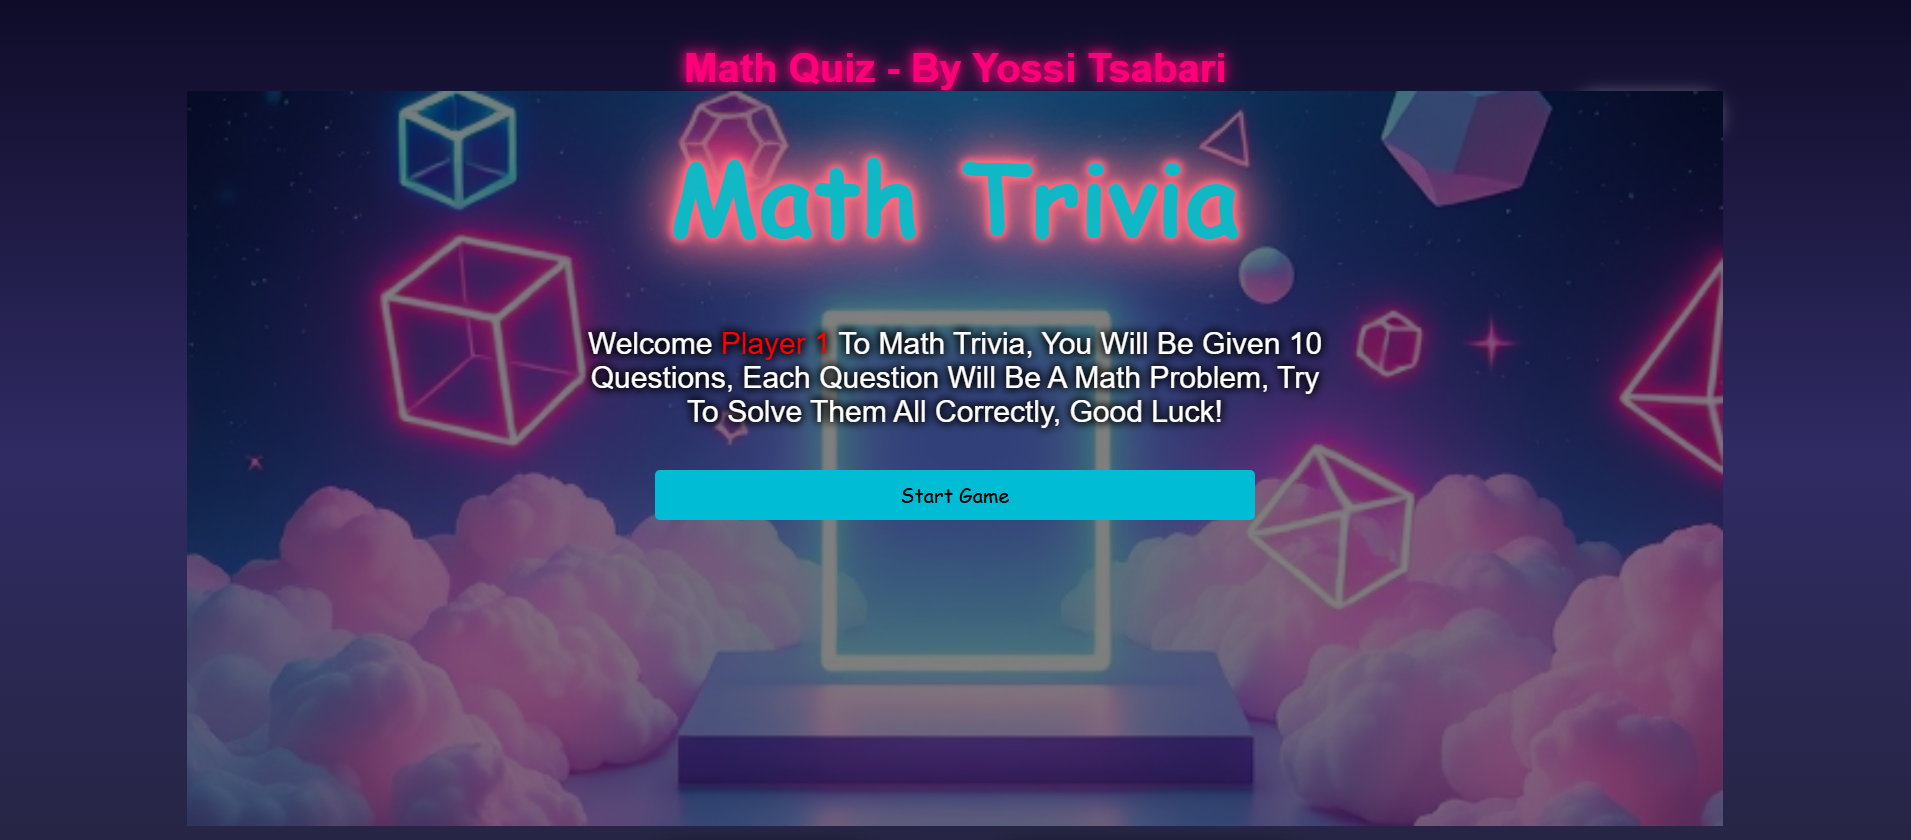 Math Quiz - By Yossi Tsabari
Math Trivia
Welcome Player 1 To Math Trivia, You Will Be Given 10
Questions, Each Question Will Be A Math Problem, Try
To Solve Them All Correctly, Good Luck!
Start Game